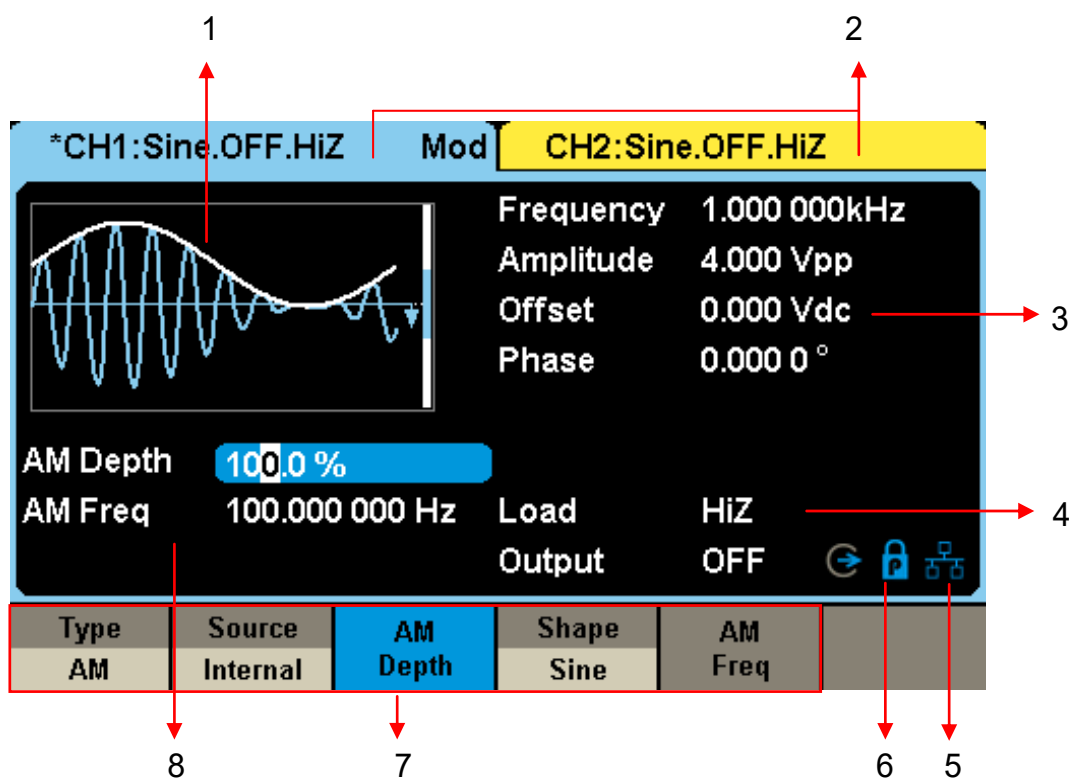 1 2
*CH1:Sine.OFF.HiZ Mod CH2:Sine.OFF.HiZ
Frequency 1.000 000kHz
Amplitude 4.000 Vpp
Offset 0.000 Vdc
3
Phase 0.000 0 °
AM Depth 100.0 %
AM Freq 100.000 000 Hz Load HiZ
4
Output OFF P
Type Source AM Shape AM
AM Internal Depth Sine Freq
8 7 6 5